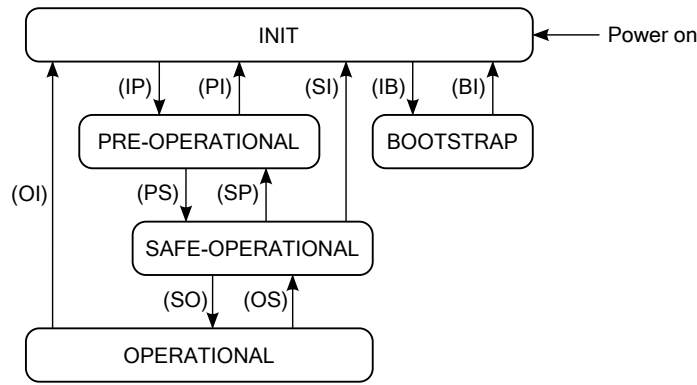 INIT
Power on
(IP)
(PI)
(SI)
(IB)
(BI)
PRE-OPERATIONAL
BOOTSTRAP
(OI)
(PS)
(SP)
SAFE-OPERATIONAL
(SO)
(OS)
OPERATIONAL